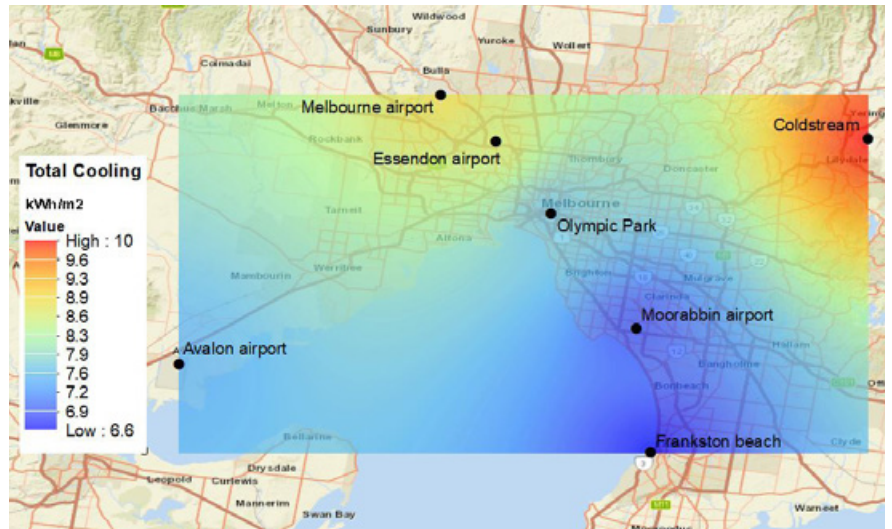 Wildwood
Sunbury
Yuroke
Wollert
Coimadai
Bulla
Bacchus Marsh
Melton
Melbourne airport
Glenmore
Rockbank
Coldstream
Essendon airport
Lilydale
Thornbury
Doncaster
Total Cooling
kWh/m2
Value
High : 10
9.6
9.3
8.9
8.6
8.3
7.9
7.6
7.2
6.9
Low : 6.6
Tarneit
Melbourne
Olympic Park
Altona
Mambourin
Werribee
Brighton
Mulgrave
Clarinda
Moorabbin airport
Avalon airport
Hallam
Bangholme
Bonbeach
Frankston beach
Bellarine
Clyde
Drysdale
Leopold
Curlewis
Mannerim
Swan Bay
Warneet